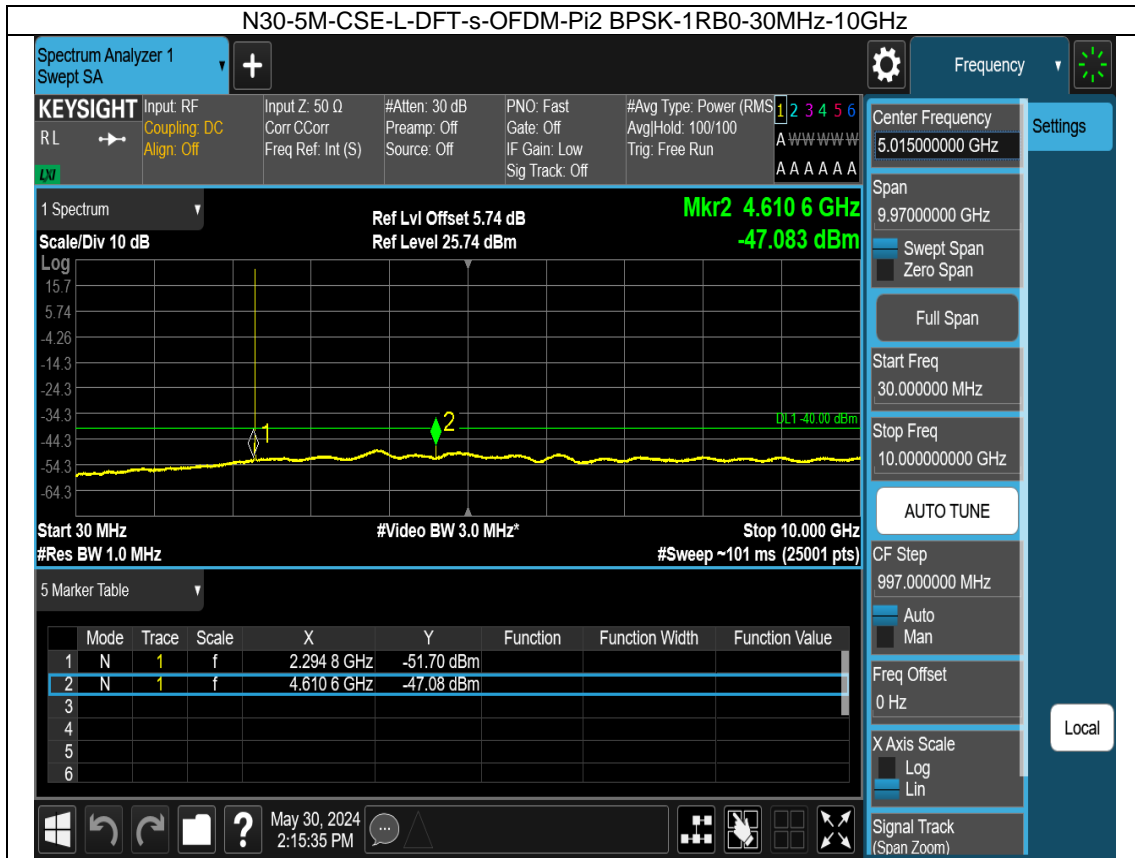 N30-5M-CSE-L-DFT-s-OFDM-Pi2 BPSK-1RB0-30MHz-10GHz
Spectrum Analyzer 1
Swept SA
+
Frequency
KEYSIGHT
RL
LXI
Input: RF
Coupling: DC
Align: Off
Input Z: 50 Ω
Corr CCorr
Freq Ref: Int (S)
#Atten: 30 dB
Preamp: Off
Source: Off
PNO: Fast
Gate: Off
IF Gain: Low
Sig Track: Off
#Avg Type: Power (RMS
Avg|Hold: 100/100
Trig: Free Run
1 2 3 4 5 6
A W W W W W
A A A A A A
1 Spectrum
Scale/Div 10 dB
Ref Lvl Offset 5.74 dB
Ref Level 25.74 dBm
Mkr2 4.610 6 GHz
-47.083 dBm
Log
15.7
5.74
-4.26
-14.3
-24.3
-34.3
-44.3
-54.3
-64.3
1
2
DL1 -40.00 dBm
Start 30 MHz
#Video BW 3.0 MHz*
Stop 10.000 GHz
#Res BW 1.0 MHz
#Sweep ~101 ms (25001 pts)
5 Marker Table
Mode Trace Scale X Y Function Function Width Function Value
1 N 1 f 2.294 8 GHz -51.70 dBm
2 N 1 f 4.610 6 GHz -47.08 dBm
3
4
5
6
?
May 30, 2024
2:15:35 PM
Center Frequency
5.015000000 GHz
Span
9.97000000 GHz
Swept Span
Zero Span
Full Span
Start Freq
30.000000 MHz
Stop Freq
10.000000000 GHz
AUTO TUNE
CF Step
997.000000 MHz
Auto
Man
Freq Offset
0 Hz
X Axis Scale
Log
Lin
Signal Track
(Span Zoom)
Settings
Local